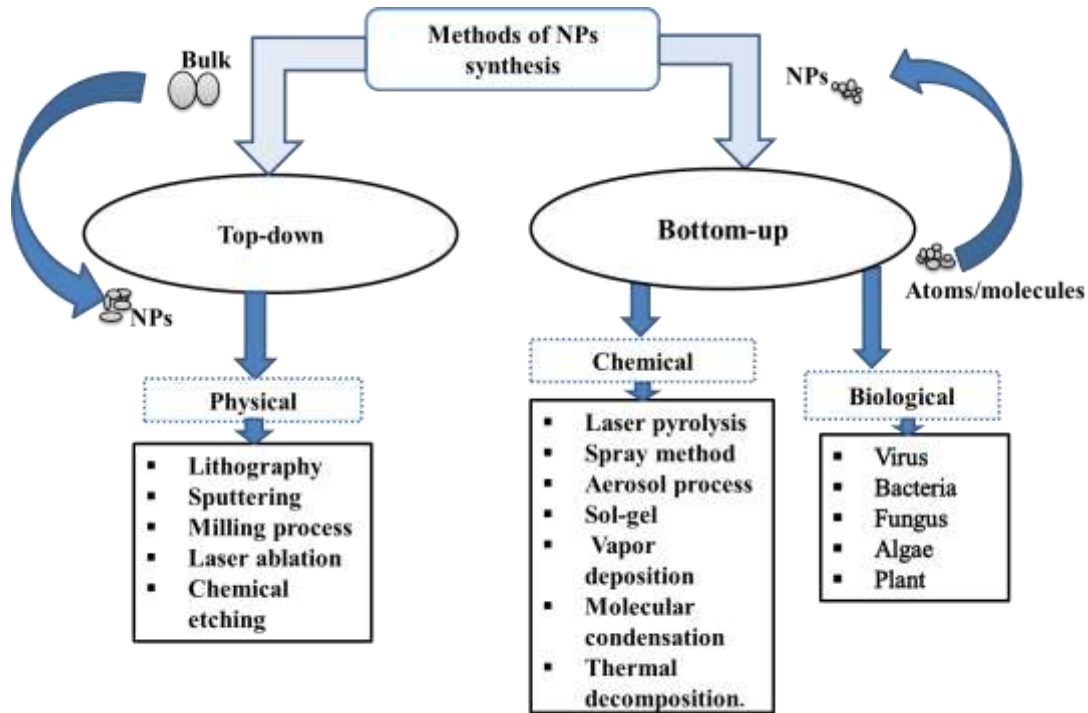 Methods of NPs
synthesis
Bulk
NPs
Top-down
Bottom-up
NPs
Atoms/molecules
Physical
▪ Lithography
▪ Sputtering
▪ Milling process
▪ Laser ablation
▪ Chemical
etching
Chemical
▪ Laser pyrolysis
▪ Spray method
▪ Aerosol process
▪ Sol-gel
▪ Vapor
deposition
▪ Molecular
condensation
▪ Thermal
decomposition.
Biological
▪ Virus
▪ Bacteria
▪ Fungus
▪ Algae
▪ Plant